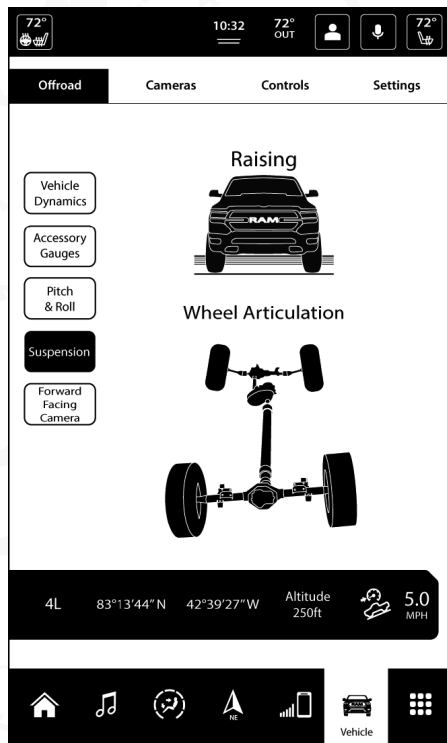 72°
10:32
72°
OUT
72°
Offroad
Cameras
Controls
Settings
Raising
RAM
Vehicle
Dynamics
Accessory
Gauges
Pitch
& Roll
Suspension
Forward
Facing
Camera
Wheel Articulation
4L
83°13'44" N
42°39'27" W
Altitude
250ft
5.0
MPH
NE
RAM
Vehicle